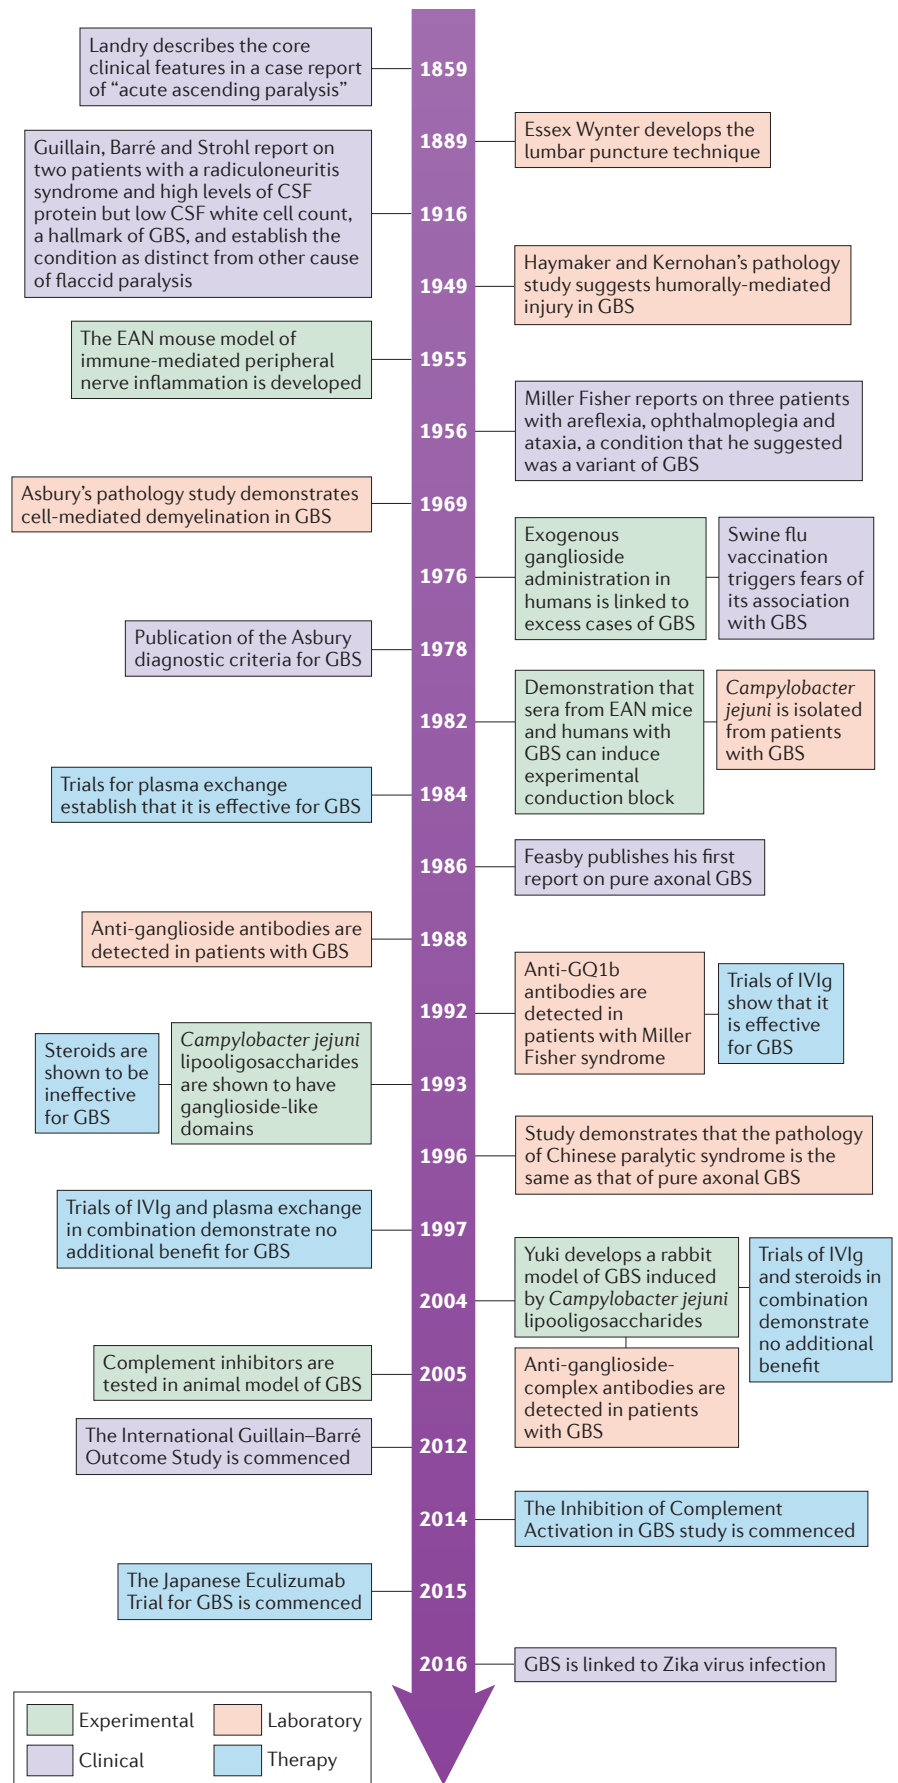 Landry describes the core
clinical features in a case report
of “acute ascending paralysis”
1859
1889
Essex Wynter develops the
lumbar puncture technique
Guillain, Barré and Strohl report on
two patients with a radiculoneuritis
syndrome and high levels of CSF
protein but low CSF white cell count,
a hallmark of GBS, and establish the
condition as distinct from other cause
of flaccid paralysis
1916
1949
Haymaker and Kernohan’s pathology
study suggests humorally-mediated
injury in GBS
The EAN mouse model of
immune-mediated peripheral
nerve inflammation is developed
1955
1956
Miller Fisher reports on three patients
with areflexia, ophthalmoplegia and
ataxia, a condition that he suggested
was a variant of GBS
Asbury’s pathology study demonstrates
cell-mediated demyelination in GBS
1969
1976
Exogenous
ganglioside
administration in
humans is linked to
excess cases of GBS
Swine flu
vaccination
triggers fears of
its association
with GBS
Publication of the Asbury
diagnostic criteria for GBS
1978
1982
Demonstration that
sera from EAN mice
and humans with
GBS can induce
experimental
conduction block
Campylobacter
jejuni is isolated
from patients
with GBS
Trials for plasma exchange
establish that it is effective for GBS
1984
1986
Feasby publishes his first
report on pure axonal GBS
Anti-ganglioside antibodies are
detected in patients with GBS
1988
1992
Anti-GQ1b
antibodies are
detected in
patients with Miller
Fisher syndrome
Trials of IVIg
show that it
is effective
for GBS
Steroids are
shown to be
ineffective
for GBS
Campylobacter jejuni
lipooligosaccharides
are shown to have
ganglioside-like
domains
1993
1996
Study demonstrates that the pathology
of Chinese paralytic syndrome is the
same as that of pure axonal GBS
Trials of IVIg and plasma exchange
in combination demonstrate no
additional benefit for GBS
1997
2004
Yuki develops a rabbit
model of GBS induced
by Campylobacter jejuni
lipooligosaccharides
Trials of IVIg
and steroids in
combination
demonstrate
no additional
benefit
Anti-ganglioside-
complex antibodies are
detected in patients
with GBS
Complement inhibitors are
tested in animal model of GBS
2005
The International Guillain–Barré
Outcome Study is commenced
2012
2014
The Inhibition of Complement
Activation in GBS study is commenced
The Japanese Eculizumab
Trial for GBS is commenced
2015
2016
GBS is linked to Zika virus infection
Experimental
Laboratory
Clinical
Therapy